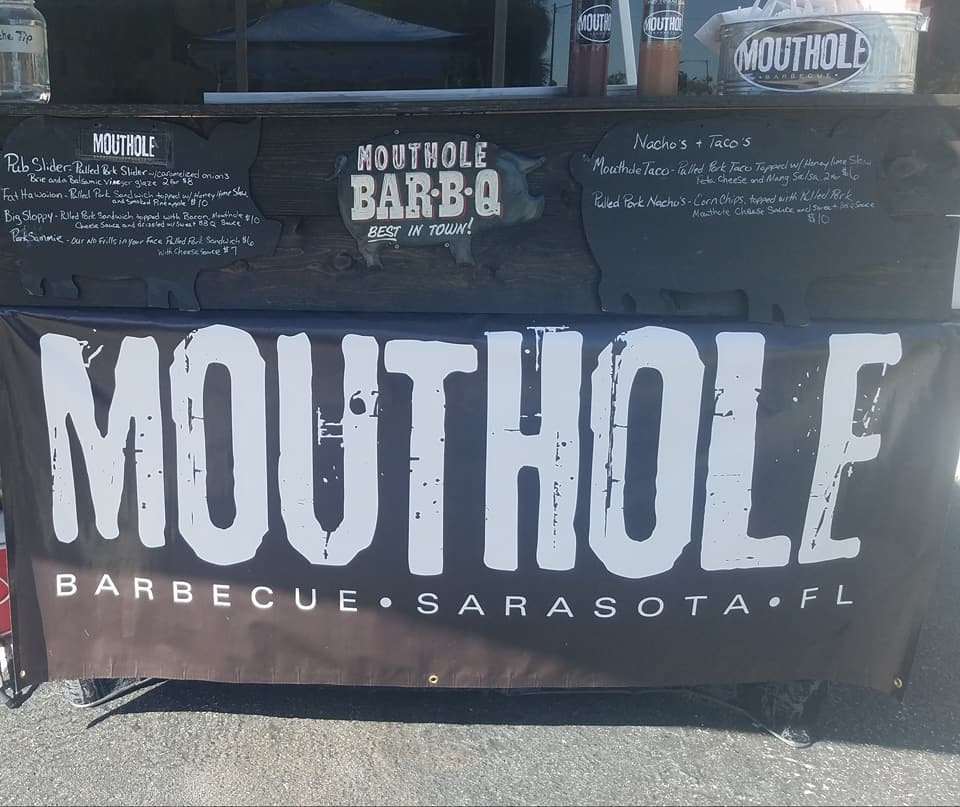 che Tip
MOUTHOLE
MOUTHOLE
MOUTHOLE
BARBECUE
MOUTHOLE
Pub Slider - Pulled Pork Slider w/caramelized onions
Brie and a Balsamic Vinegar glaze 2 for $8
Fat Hawaiian - Pulled Pork Sandwich topped w/ Honey lime Slaw
and Smoked Pineapple $10
Big Sloppy - Pulled Pork Sandwich topped with Bacon, Mouthole $10
Cheese Sauce and drizzled w/ Sweet BBQ Sauce
Pork Sammie - Our No Frills in your Face Pulled Pork Sandwich $6
with Cheese Sauce $7
MOUTHOLE
BAR·B·Q
BEST IN TOWN!
Nacho's + Taco's
Mouthhole Taco - Pulled Pork Taco Topped w/ Honey lime Slaw
Feta Cheese and Mang Salsa 2 for $6
Pulled Pork Nacho's - Corn Chips, topped with Pulled Pork,
Mouthole Cheese Sauce and Sweet BBQ Sauce
$10
MOUTHOLE
BARBECUE • SARASOTA • FL